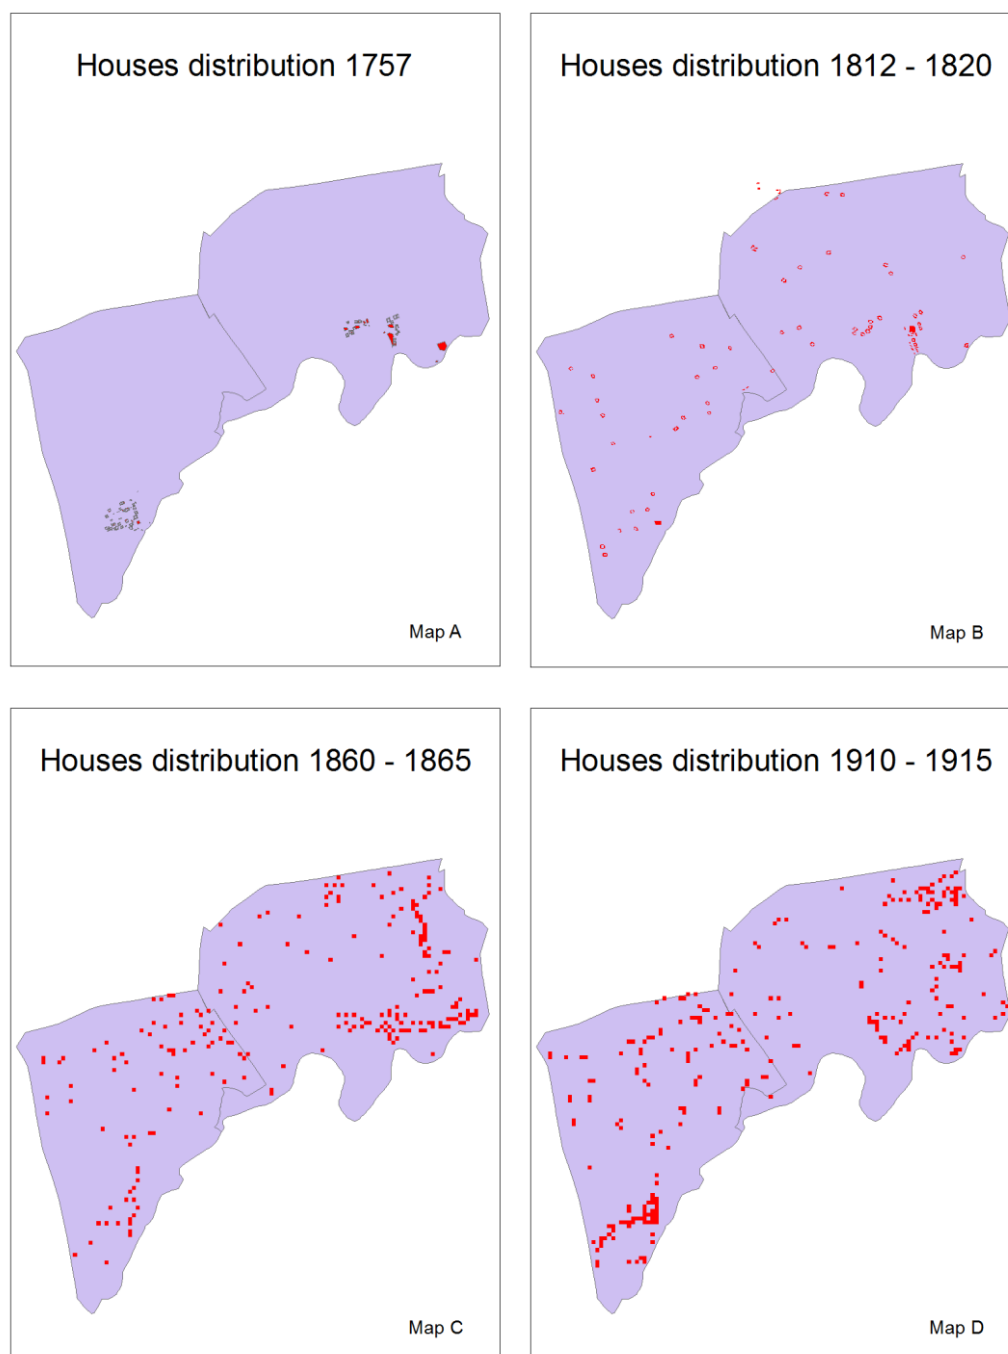 Houses distribution 1757
Map A
Houses distribution 1812 - 1820
Map B
Houses distribution 1860 - 1865
Map C
Houses distribution 1910 - 1915
Map D